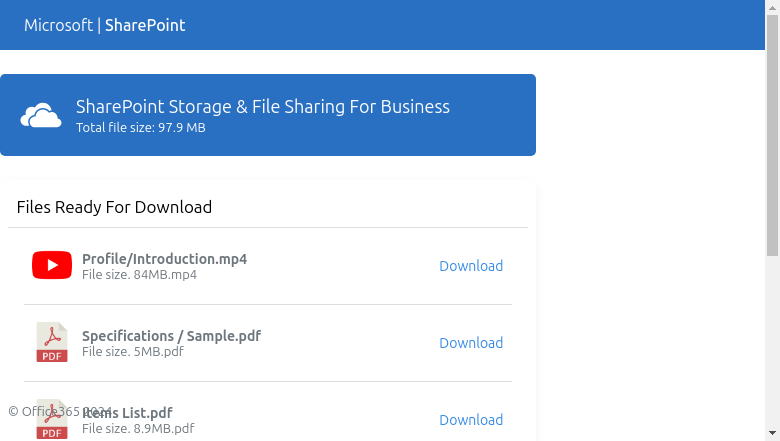 Microsoft | SharePoint
SharePoint Storage & File Sharing For Business
Total file size: 97.9 MB
Files Ready For Download
Profile/Introduction.mp4
File size. 84MB.mp4
Download
Specifications / Sample.pdf
File size. 5MB.pdf
Download
PDF
Items List.pdf
File size. 8.9MB.pdf
Download
PDF
© Office365 2024